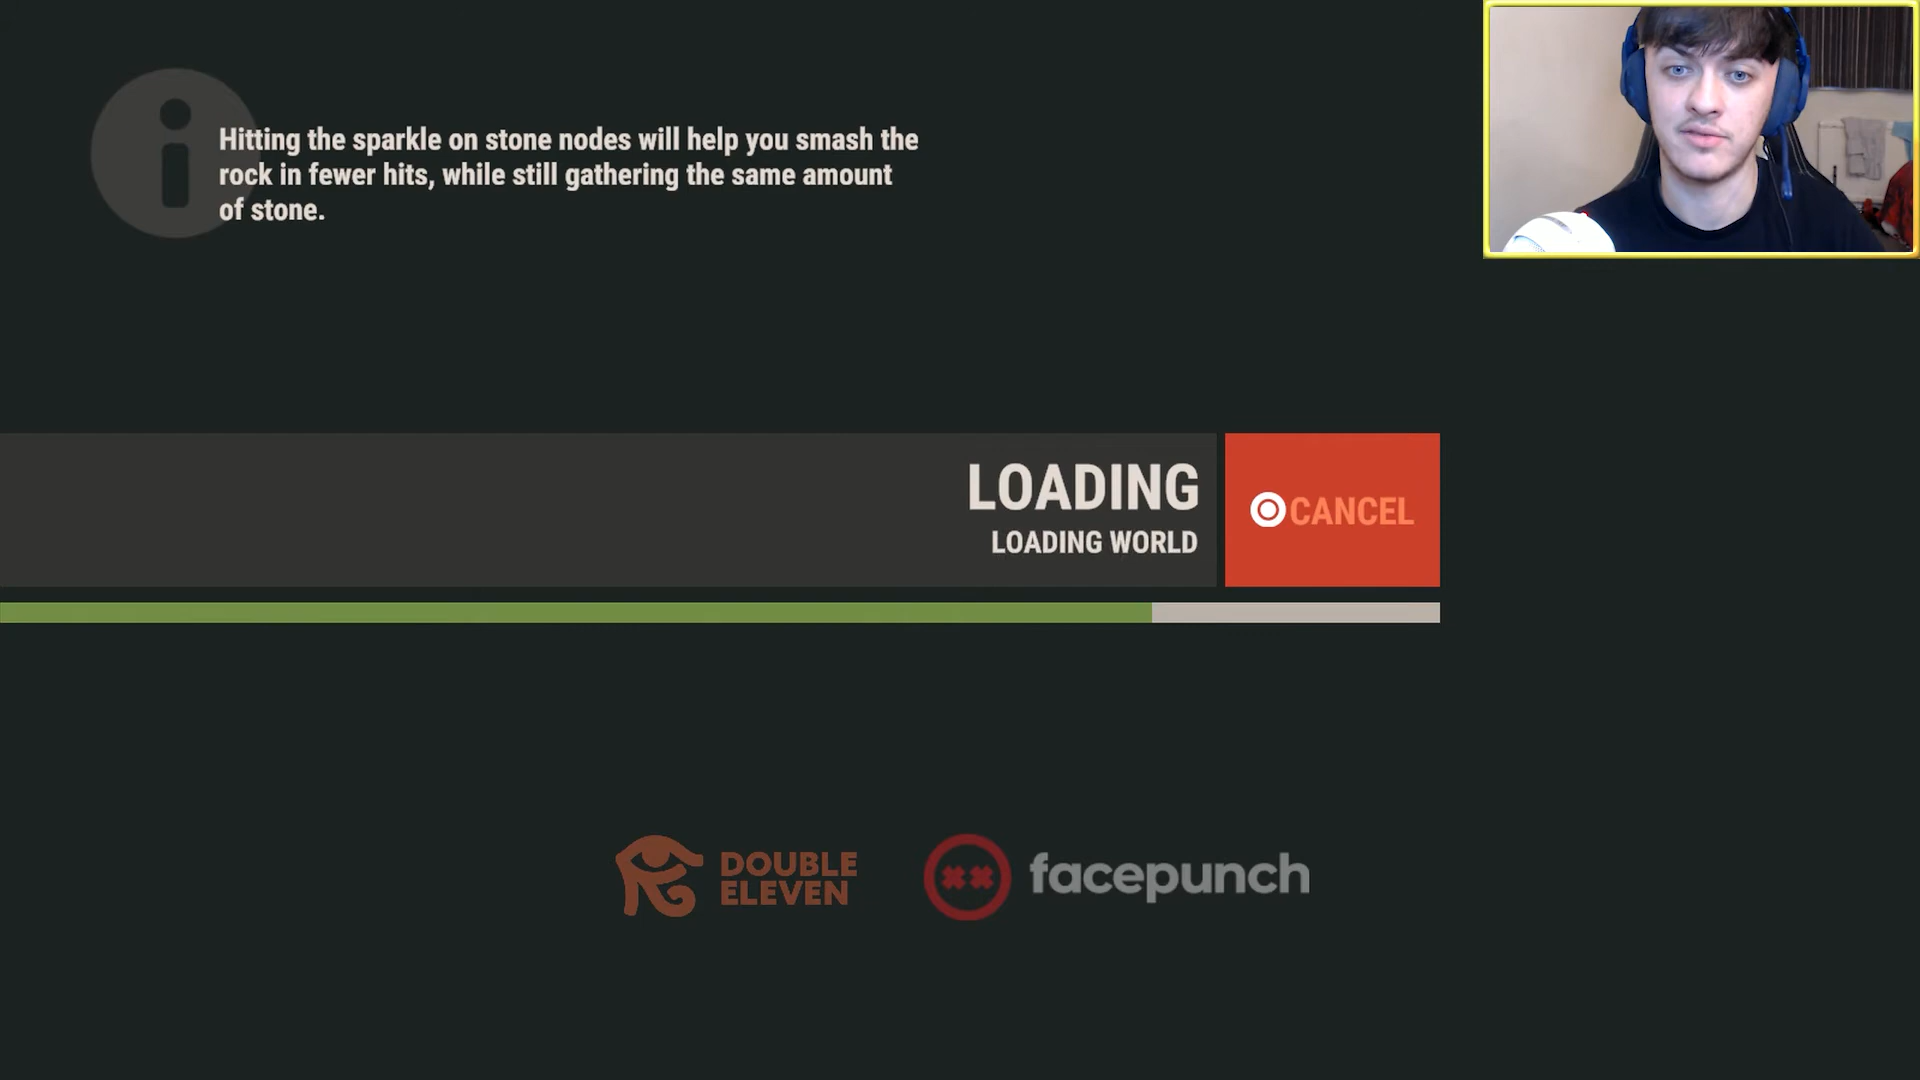 Hitting the sparkle on stone nodes will help you smash the
rock in fewer hits, while still gathering the same amount
of stone.
LOADING
LOADING WORLD
CANCEL
DOUBLE
ELEVEN
facepunch